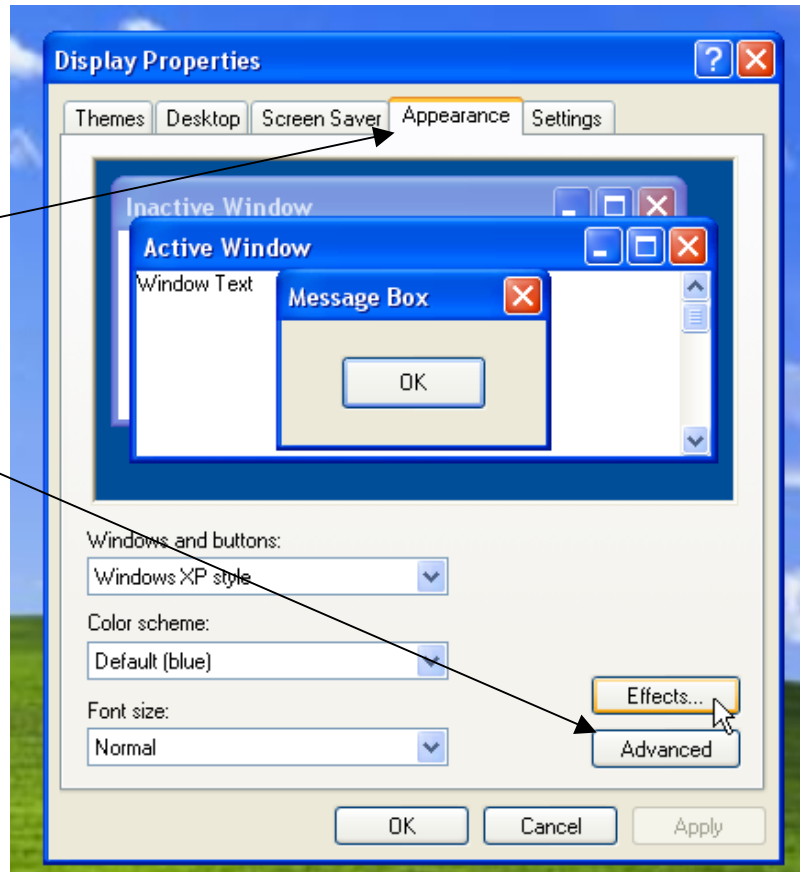 Display Properties
Themes Desktop Screen Saver Appearance Settings
Inactive Window
Active Window
Window Text
Message Box
OK
Windows and buttons:
Windows XP style
Color scheme:
Default (blue)
Effects...
Font size:
Normal
Advanced
OK Cancel Apply